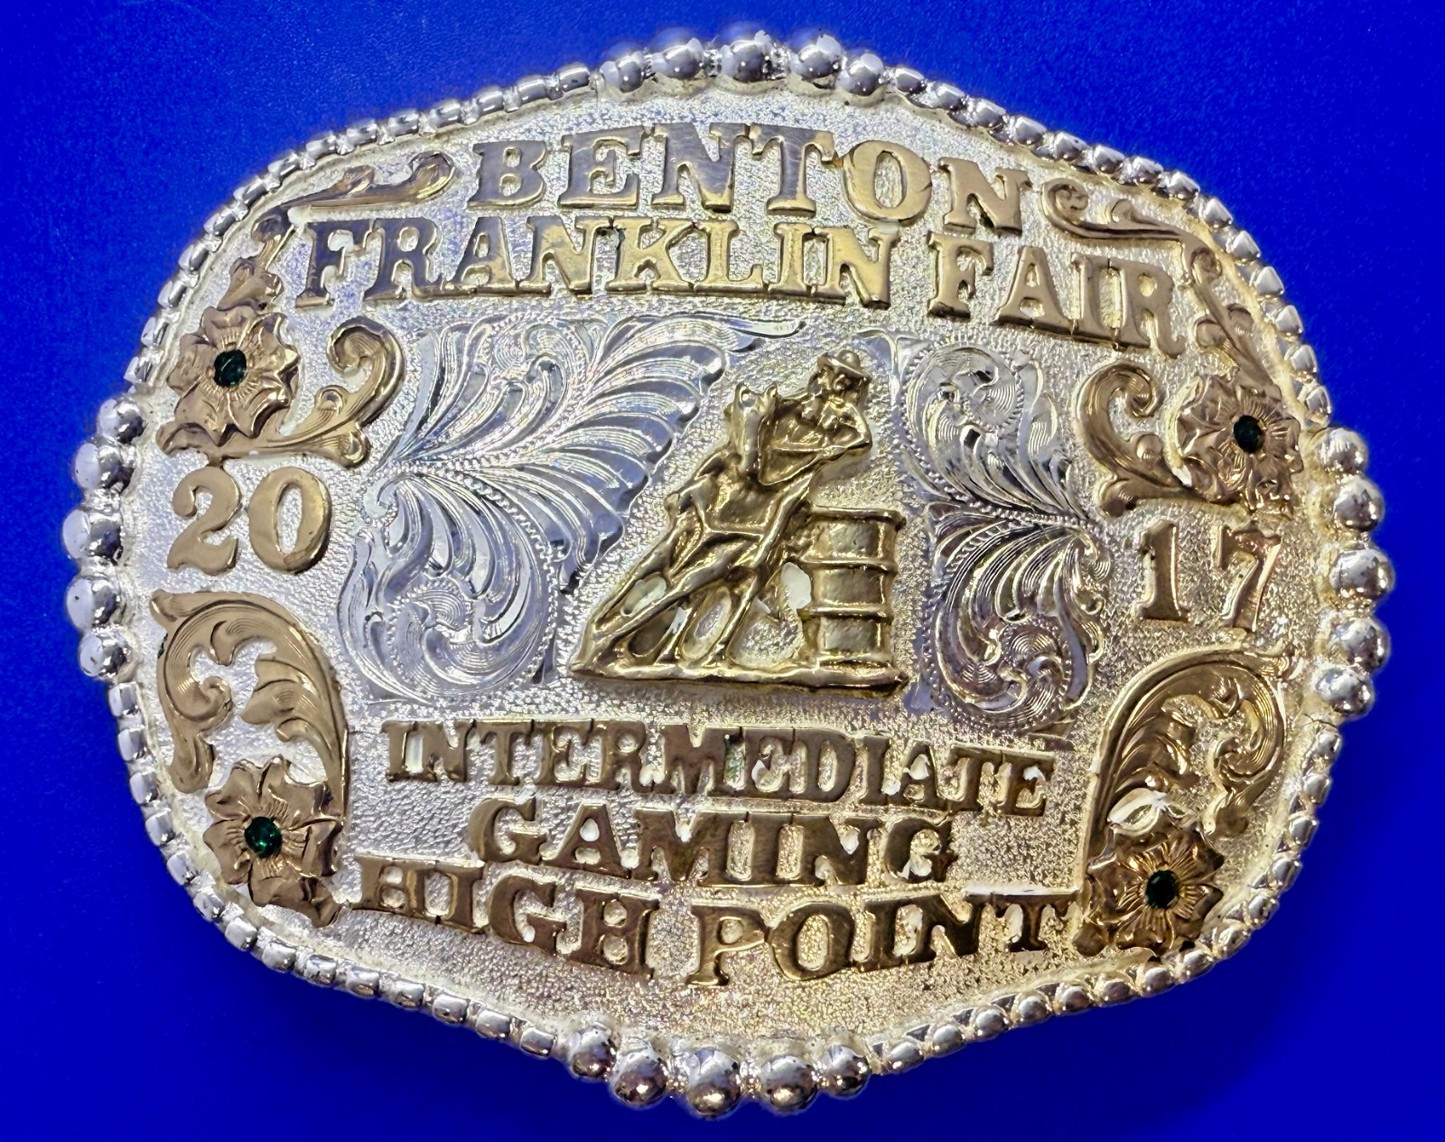 BENTON
FRANKLIN FAIR
20 17
INTERMEDIATE
GAMING
HIGH POINT